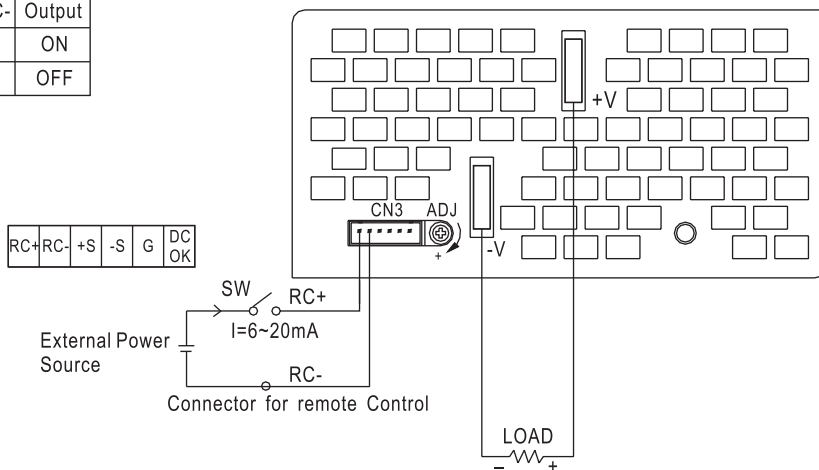 C- Output
ON
OFF
+V
CN3 ADJ
-V
+
RC+ RC- +S -S G DC OK
SW RC+
I=6~20mA
External Power
Source
RC-
Connector for remote Control
LOAD
– +